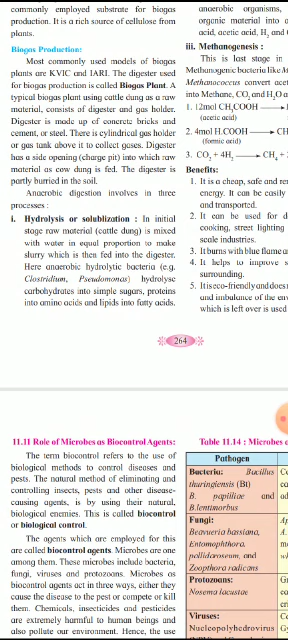 commonly employed substrate for biogas
production. It is a rich source of cellulose from
plants.
Biogas Production:
Most commonly used models of biogas
plants are KVIC and IARI. The digester used
for biogas production is called Biogas Plant. A
typical biogas plant using cattle dung as a raw
material, consists of digester and gas holder.
Digester is made up of concrete bricks and
cement, or steel. There is cylindrical gas holder
or gas tank above it to collect gases. Digester
has a side opening (charge pit) into which raw
material as cow dung is fed. The digester is
partly burried in the soil.
Anaerobic digestion involves in three
processes :
i. Hydrolysis or solublization : In initial
stage raw material (cattle dung) is mixed
with water in equal proportion to make
slurry which is then fed into the digester.
Here anaerobic hydrolytic bacteria (e.g.
Clostridium, Pseudomonas) hydrolyse
carbohydrates into simple sugars, proteins
into amino acids and lipids into fatty acids.
anaerobic organisms,
organic material into a
acid, acetic acid, H, and
iii. Methanogenesis :
This is last stage in
Methanogenic bacteria like M
Methanococcus convert acet
into Methane, CO2 and H2O a
1. 12mol CH3COOH
(acetic acid)
2. 4mol H.COOH → CH
(formic acid)
3. CO2 + 4H2 → CH4 +
Benefits:
1. It is a cheap, safe and ren
energy. It can be easily
and transported.
2. It can be used for d
cooking, street lighting
scale industries.
3. It burns with blue flame a
4. It helps to improve s
surrounding.
5. It is eco-friendly and does n
and imbalance of the env
which is left over is used
264
11.11 Role of Microbes as Biocontrol Agents:
The term biocontrol refers to the use of
biological methods to control diseases and
pests. The natural method of eliminating and
controlling insects, pests and other disease-
causing agents, is by using their natural,
biological enemies. This is called biocontrol
or biological control.
The agents which are employed for this
are called biocontrol agents. Microbes are one
among them. These microbes include bacteria,
fungi, viruses and protozoans. Microbes as
biocontrol agents act in three ways, either they
cause the disease to the pest or compete or kill
them. Chemicals, insecticides and pesticides
are extremely harmful to human beings and
also pollute our environment. Hence, the use
Table 11.14 : Microbes a
Pathogen
Bacteria: Bacillus
thuringiensis (Bt)
B. papilliae and
B.lentimorbus
Fungi:
Beavueria bassiana,
Entomophthora,
pallidaroseum, and
Zoopthora radicans
Protozoans:
Nosema lacustae
Viruses:
Nucleopolyhedrovirus